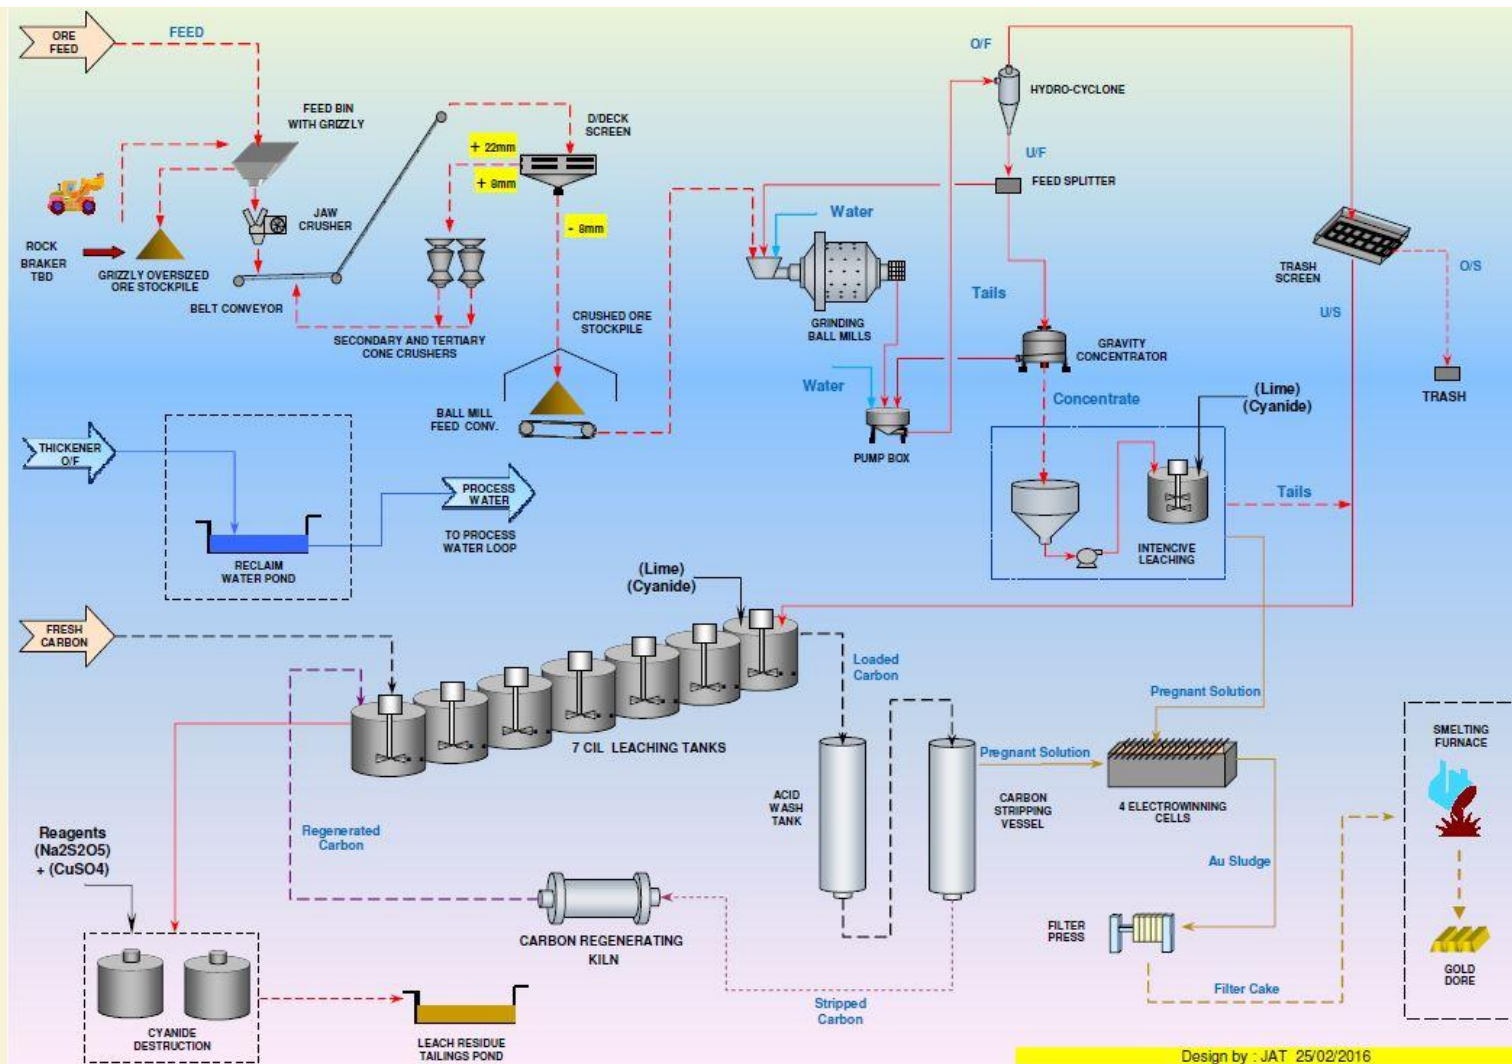 ORE
FEED
FEED
FEED BIN
WITH GRIZZLY
JAW
CRUSHER
ROCK
BRAKER
TBD
GRIZZLY OVERSIZED
ORE STOCKPILE
BELT CONVEYOR
D/DECK
SCREEN
+ 22mm
+ 8mm
- 8mm
SECONDARY AND TERTIARY
CONE CRUSHERS
CRUSHED ORE
STOCKPILE
BALL MILL
FEED CONV.
Water
GRINDING
BALL MILLS
Water
PUMP BOX
O/F
HYDRO-CYCLONE
U/F
FEED SPLITTER
Tails
GRAVITY
CONCENTRATOR
Concentrate
TRASH
SCREEN
O/S
U/S
TRASH
(Lime)
(Cyanide)
INTENCIVE
LEACHING
Tails
THICKENER
O/F
RECLAIM
WATER POND
PROCESS
WATER
TO PROCESS
WATER LOOP
FRESH
CARBON
(Lime)
(Cyanide)
7 CIL LEACHING TANKS
Loaded
Carbon
ACID
WASH
TANK
CARBON
STRIPPING
VESSEL
Pregnant Solution
Pregnant Solution
4 ELECTROWINNING
CELLS
Au Sludge
FILTER
PRESS
Filter Cake
SMELTING
FURNACE
GOLD
DORE
Regenerated
Carbon
CARBON REGENERATING
KILN
Stripped
Carbon
Reagents
(Na2S2O5)
+ (CuSO4)
CYANIDE
DESTRUCTION
LEACH RESIDUE
TAILINGS POND
Design by : JAT 25/02/2016